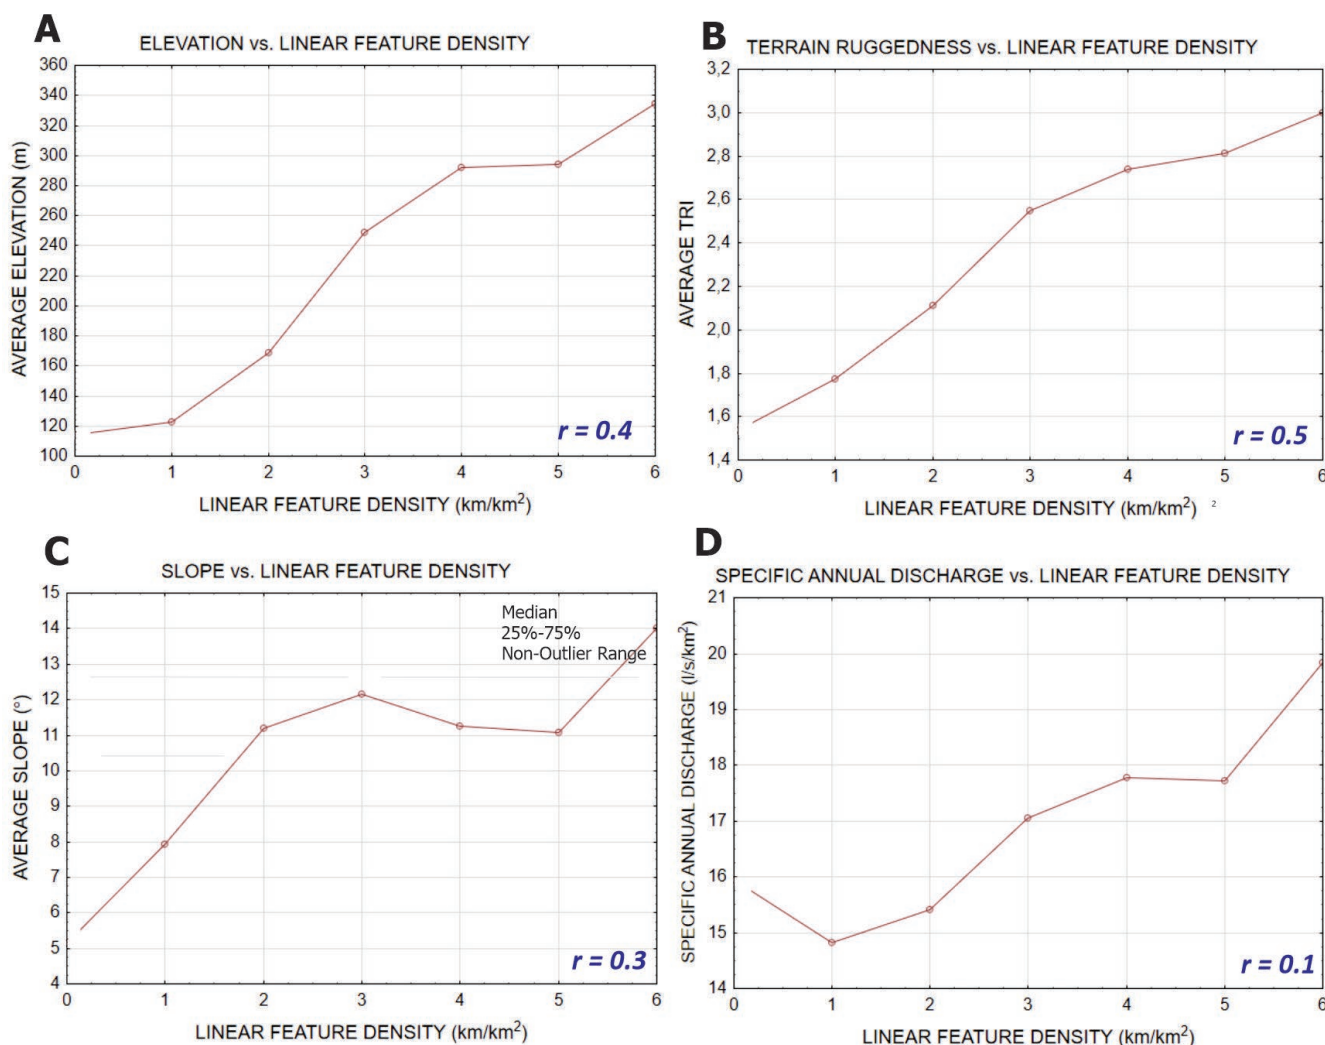 A
ELEVATION vs. LINEAR FEATURE DENSITY
360
340
320
300
280
260
240
220
200
180
160
140
120
100
AVERAGE ELEVATION (m)
r = 0.4
0 1 2 3 4 5 6
LINEAR FEATURE DENSITY (km/km²)
B
TERRAIN RUGGEDNESS vs. LINEAR FEATURE DENSITY
3,2
3,0
2,8
2,6
2,4
2,2
2,0
1,8
1,6
1,4
AVERAGE TRI
r = 0.5
0 1 2 3 4 5 6
LINEAR FEATURE DENSITY (km/km²) ²
C
SLOPE vs. LINEAR FEATURE DENSITY
15
14
13
12
11
10
9
8
7
6
5
4
AVERAGE SLOPE (°)
Median
25%-75%
Non-Outlier Range
r = 0.3
0 1 2 3 4 5 6
LINEAR FEATURE DENSITY (km/km²)
D
SPECIFIC ANNUAL DISCHARGE vs. LINEAR FEATURE DENSITY
21
20
19
18
17
16
15
14
SPECIFIC ANNUAL DISCHARGE (l/s/km²)
r = 0.1
0 1 2 3 4 5 6
LINEAR FEATURE DENSITY (km/km²)